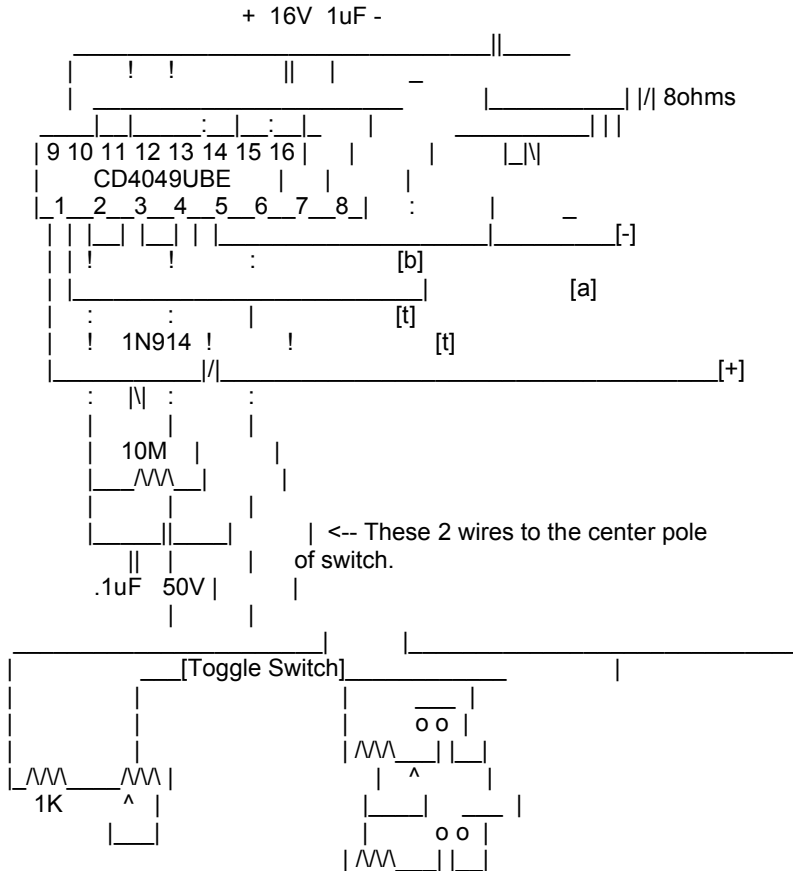 + 16V 1uF -
8ohms
9 10 11 12 13 14 15 16
CD4049UBE
1 2 3 4 5 6 7 8
[-]
[b]
[a]
[t]
1N914 [t]
[+]
10M
<-- These 2 wires to the center pole
of switch.
.1uF 50V
[Toggle Switch]
o o
1K ^
o o